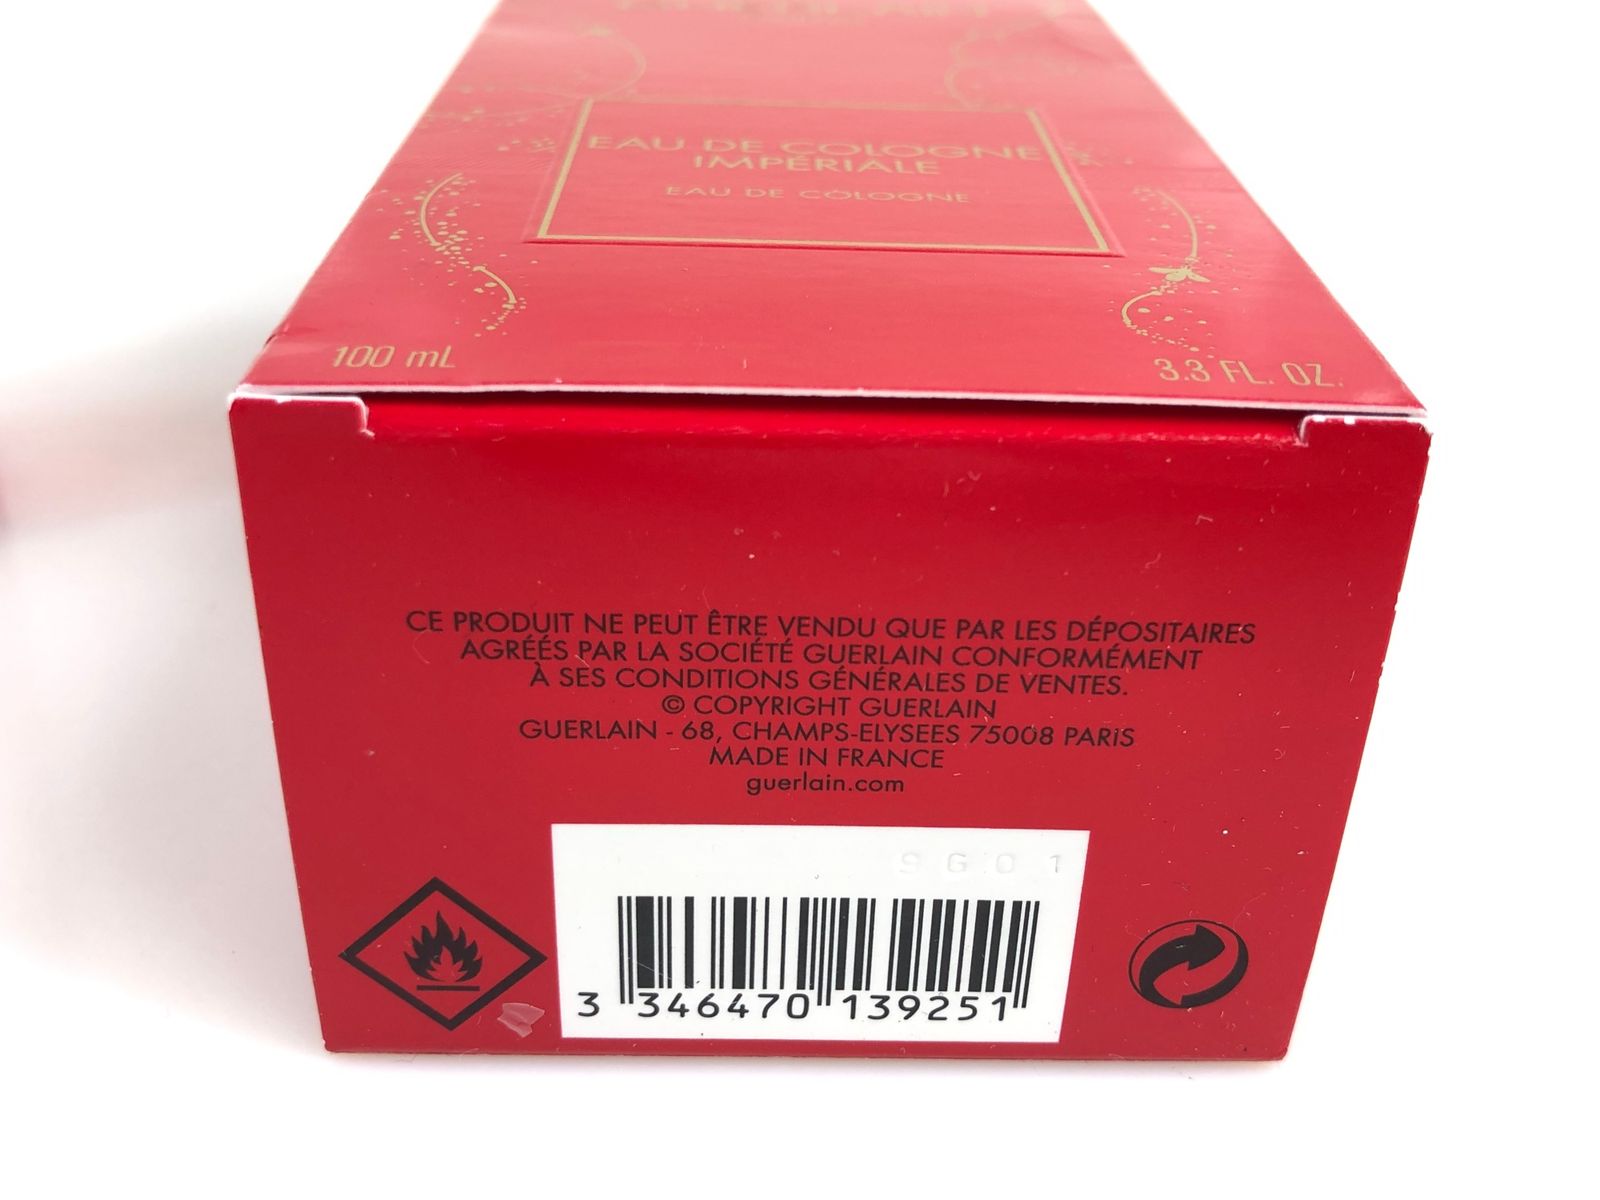 EAU DE COLOGNE
IMPÉRIALE
EAU DE COLOGNE
100 mL
3.3 FL. OZ.
CE PRODUIT NE PEUT ÊTRE VENDU QUE PAR LES DÉPOSITAIRES
AGRÉÉS PAR LA SOCIÉTÉ GUERLAIN CONFORMÉMENT
À SES CONDITIONS GÉNÉRALES DE VENTES.
© COPYRIGHT GUERLAIN
GUERLAIN - 68, CHAMPS-ELYSEES 75008 PARIS
MADE IN FRANCE
guerlain.com
9G01
3 346470 139251